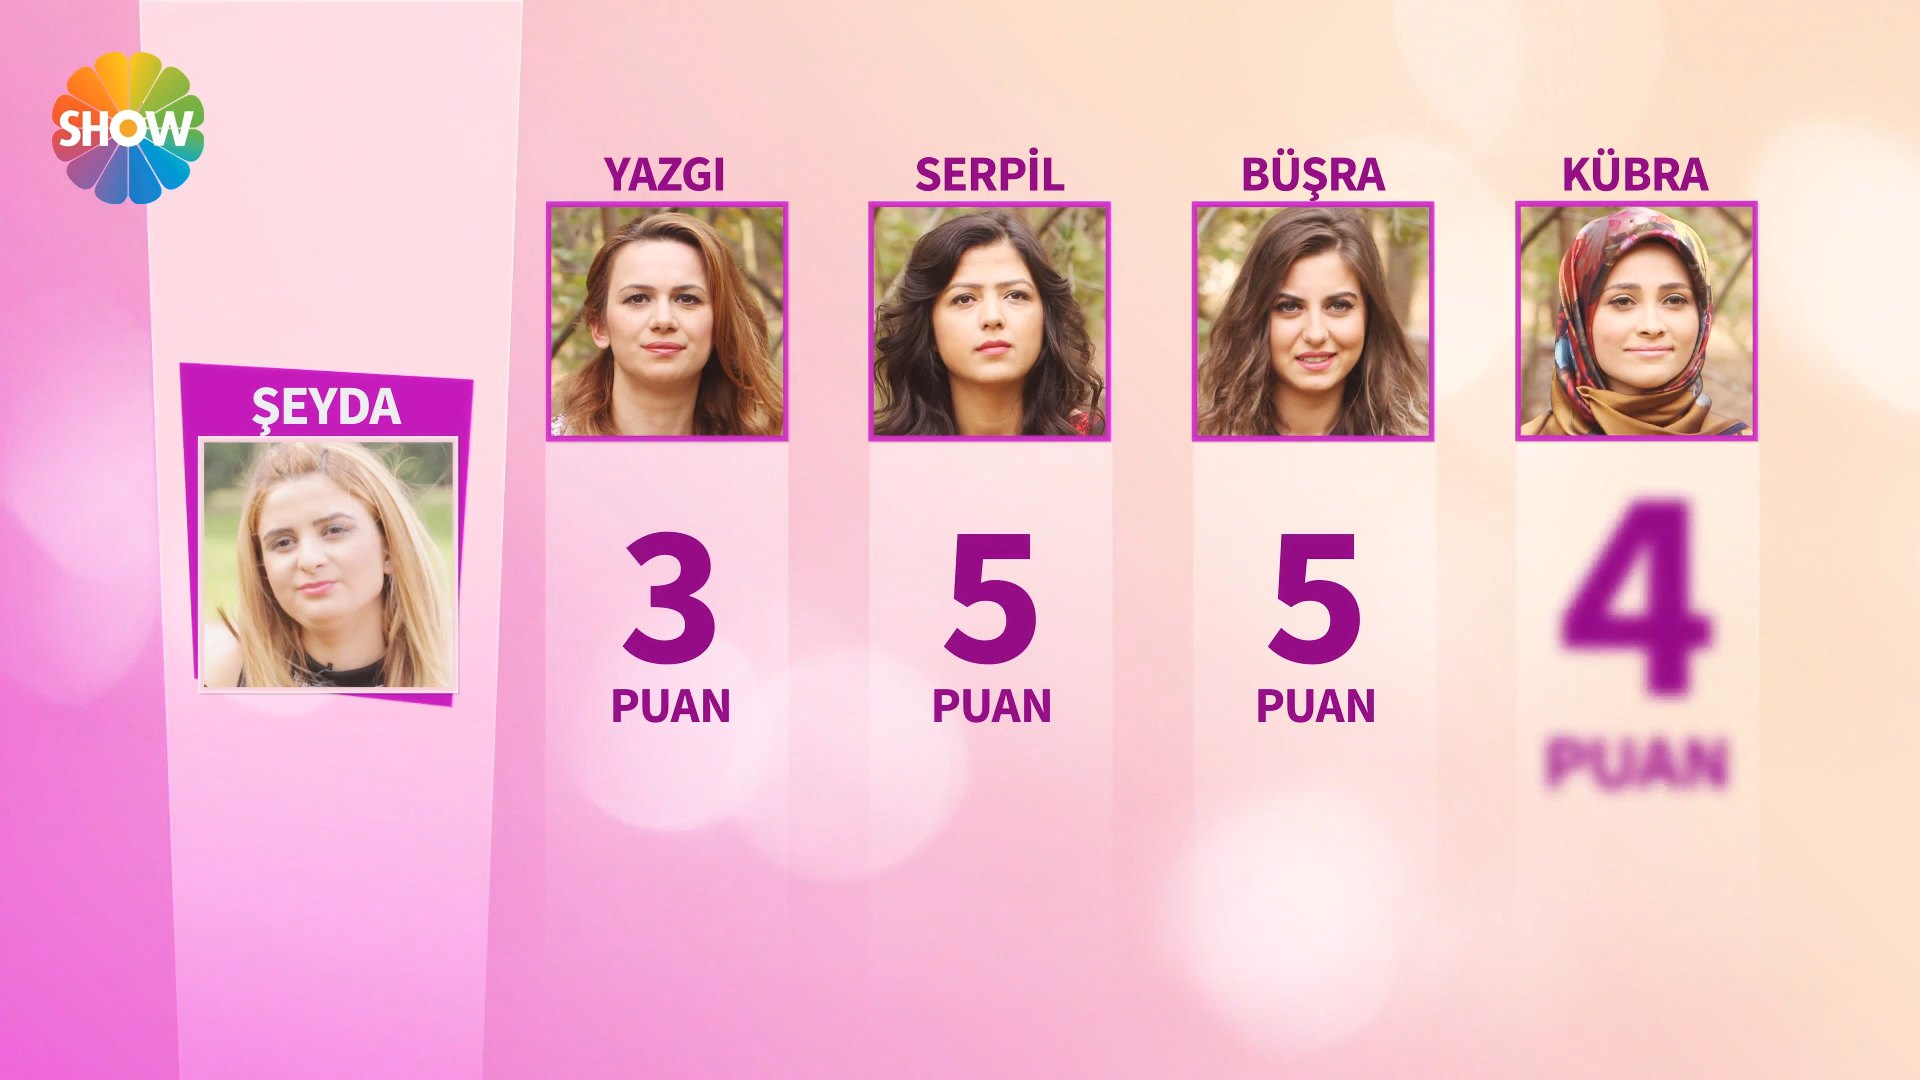 SHOW
ŞEYDA
YAZGI
SERPİL
BÜŞRA
KÜBRA
3
PUAN
5
PUAN
5
PUAN
4
PUAN